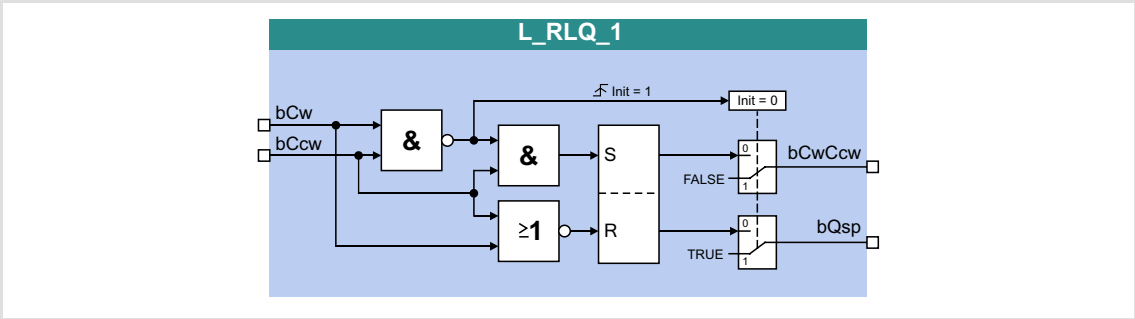 L_RLQ_1
Init = 1
Init = 0
bCw
bCcw
&
&
≥1
S
R
0
1
FALSE
bCwCcw
0
1
TRUE
bQsp